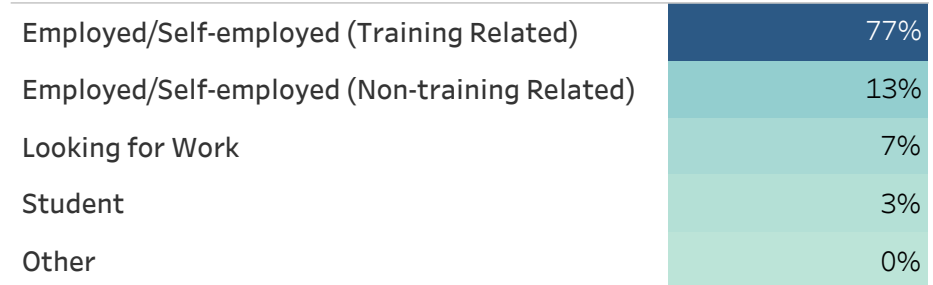 Employed/Self-employed (Training Related) 77%
Employed/Self-employed (Non-training Related) 13%
Looking for Work 7%
Student 3%
Other 0%